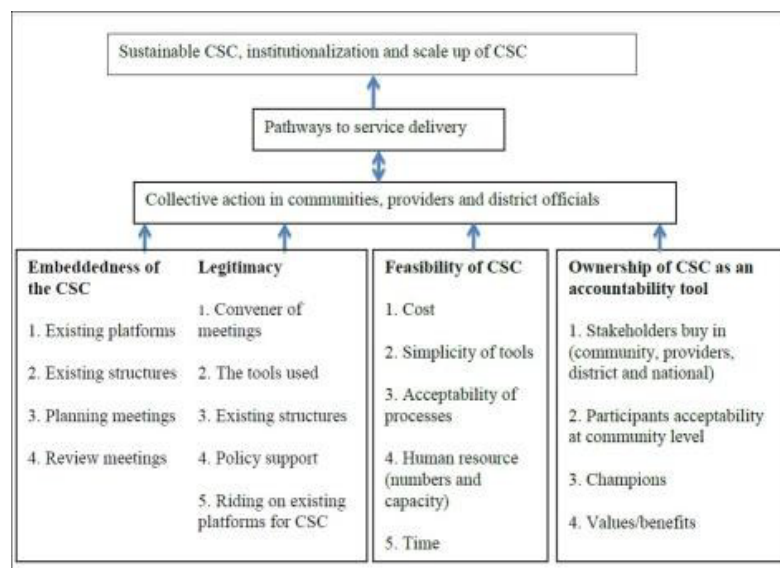 Sustainable CSC, institutionalization and scale up of CSC
Pathways to service delivery
Collective action in communities, providers and district officials
Embeddedness of
the CSC
1. Existing platforms
2. Existing structures
3. Planning meetings
4. Review meetings
Legitimacy
1. Convener of
meetings
2. The tools used
3. Existing structures
4. Policy support
5. Riding on existing
platforms for CSC
Feasibility of CSC
1. Cost
2. Simplicity of tools
3. Acceptability of
processes
4. Human resource
(numbers and
capacity)
5. Time
Ownership of CSC as an
accountability tool
1. Stakeholders buy in
(community, providers,
district and national)
2. Participants acceptability
at community level
3. Champions
4. Values/benefits